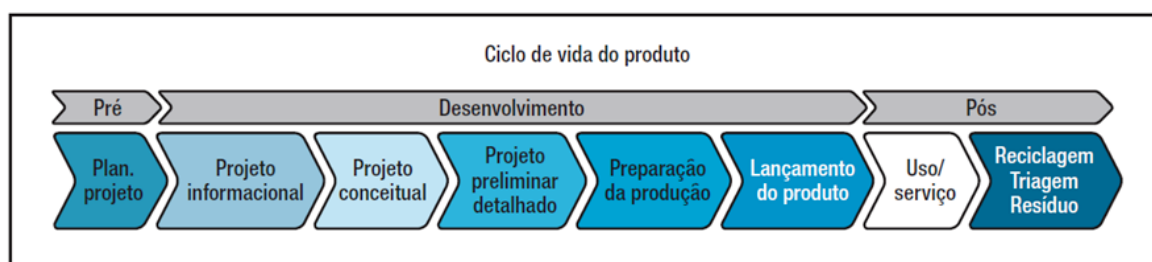 Ciclo de vida do produto
Pré
Desenvolvimento
Pós
Plan.
projeto
Projeto
informacional
Projeto
conceitual
Projeto
preliminar
detalhado
Preparação
da produção
Lançamento
do produto
Uso/
serviço
Reciclagem
Triagem
Resíduo